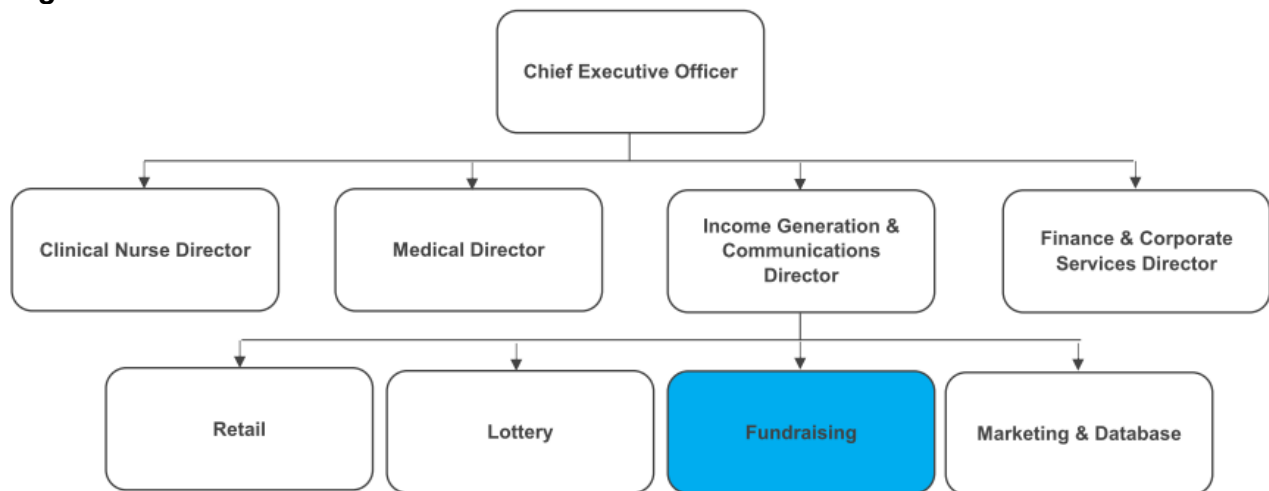 Chief Executive Officer
Clinical Nurse Director
Medical Director
Income Generation &
Communications
Director
Finance & Corporate
Services Director
Retail
Lottery
Fundraising
Marketing & Database